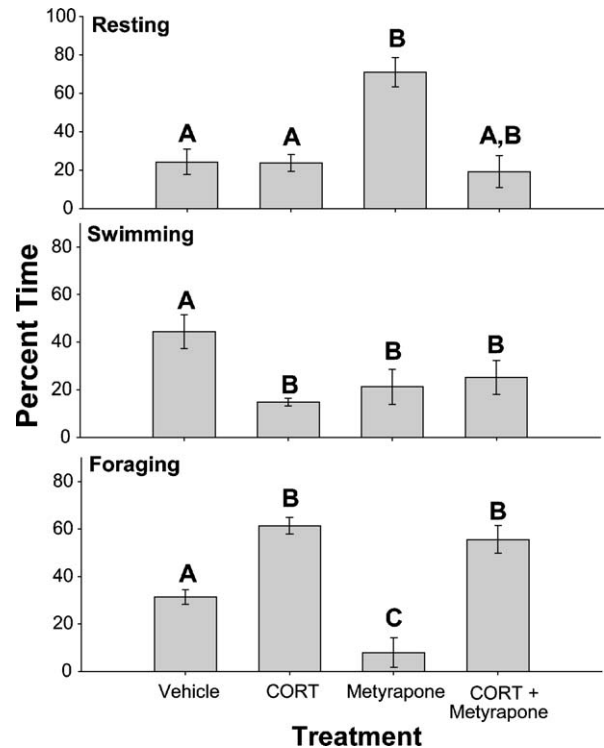 Percent Time
Resting
100
80
60
40
20
0
A
A
B
A,B
Swimming
80
60
40
20
0
A
B
B
B
Foraging
80
60
40
20
0
A
B
C
B
Vehicle
CORT
Metyrapone
CORT +
Metyrapone
Treatment